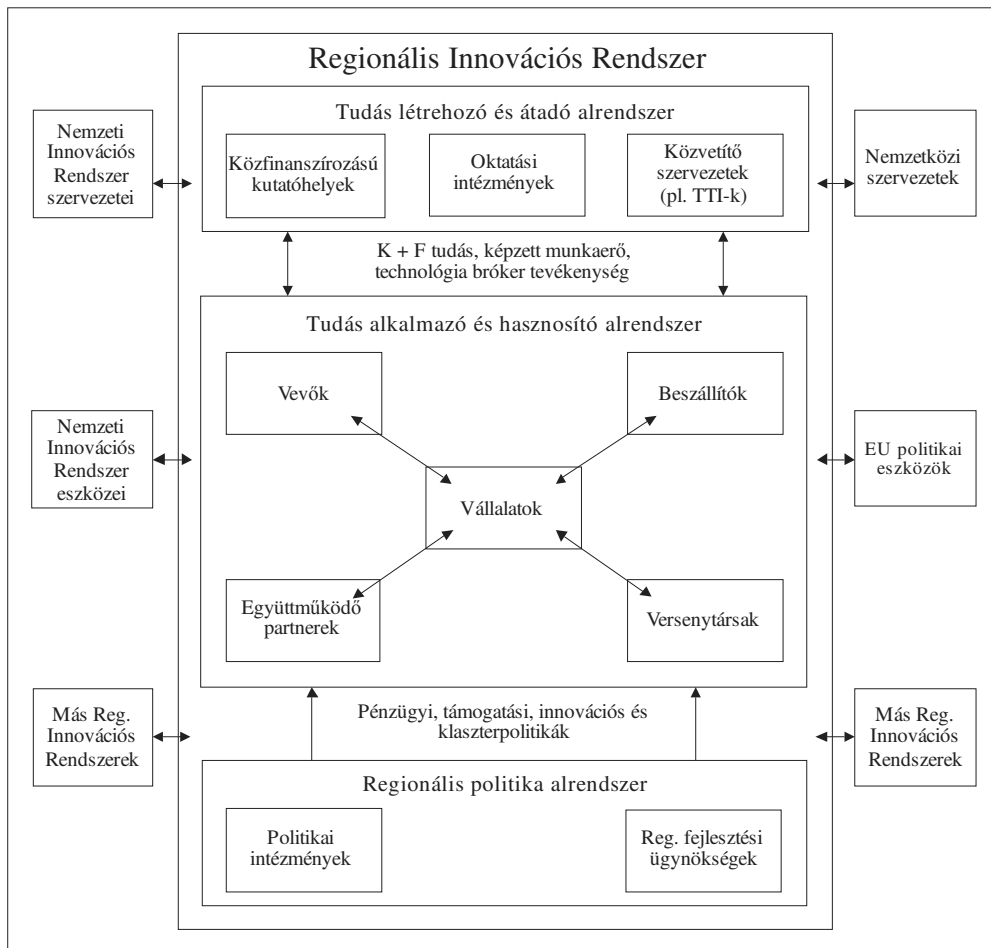 Regionális Innovációs Rendszer
Tudás létrehozó és átadó alrendszer
Nemzeti
Innovációs
Rendszer
szervezetei
Közfinanszírozású
kutatóhelyek
Oktatási
intézmények
Közvetítő
szervezetek
(pl. TTI-k)
Nemzetközi
szervezetek
K + F tudás, képzett munkaerő,
technológia bróker tevékenység
Tudás alkalmazó és hasznosító alrendszer
Vevők
Beszállítók
Nemzeti
Innovációs
Rendszer
eszközei
Vállalatok
EU politikai
eszközök
Együttműködő
partnerek
Versenytársak
Más Reg.
Innovációs
Rendszerek
Pénzügyi, támogatási, innovációs és
klaszterpolitikák
Más Reg.
Innovációs
Rendszerek
Regionális politika alrendszer
Politikai
intézmények
Reg. fejlesztési
ügynökségek